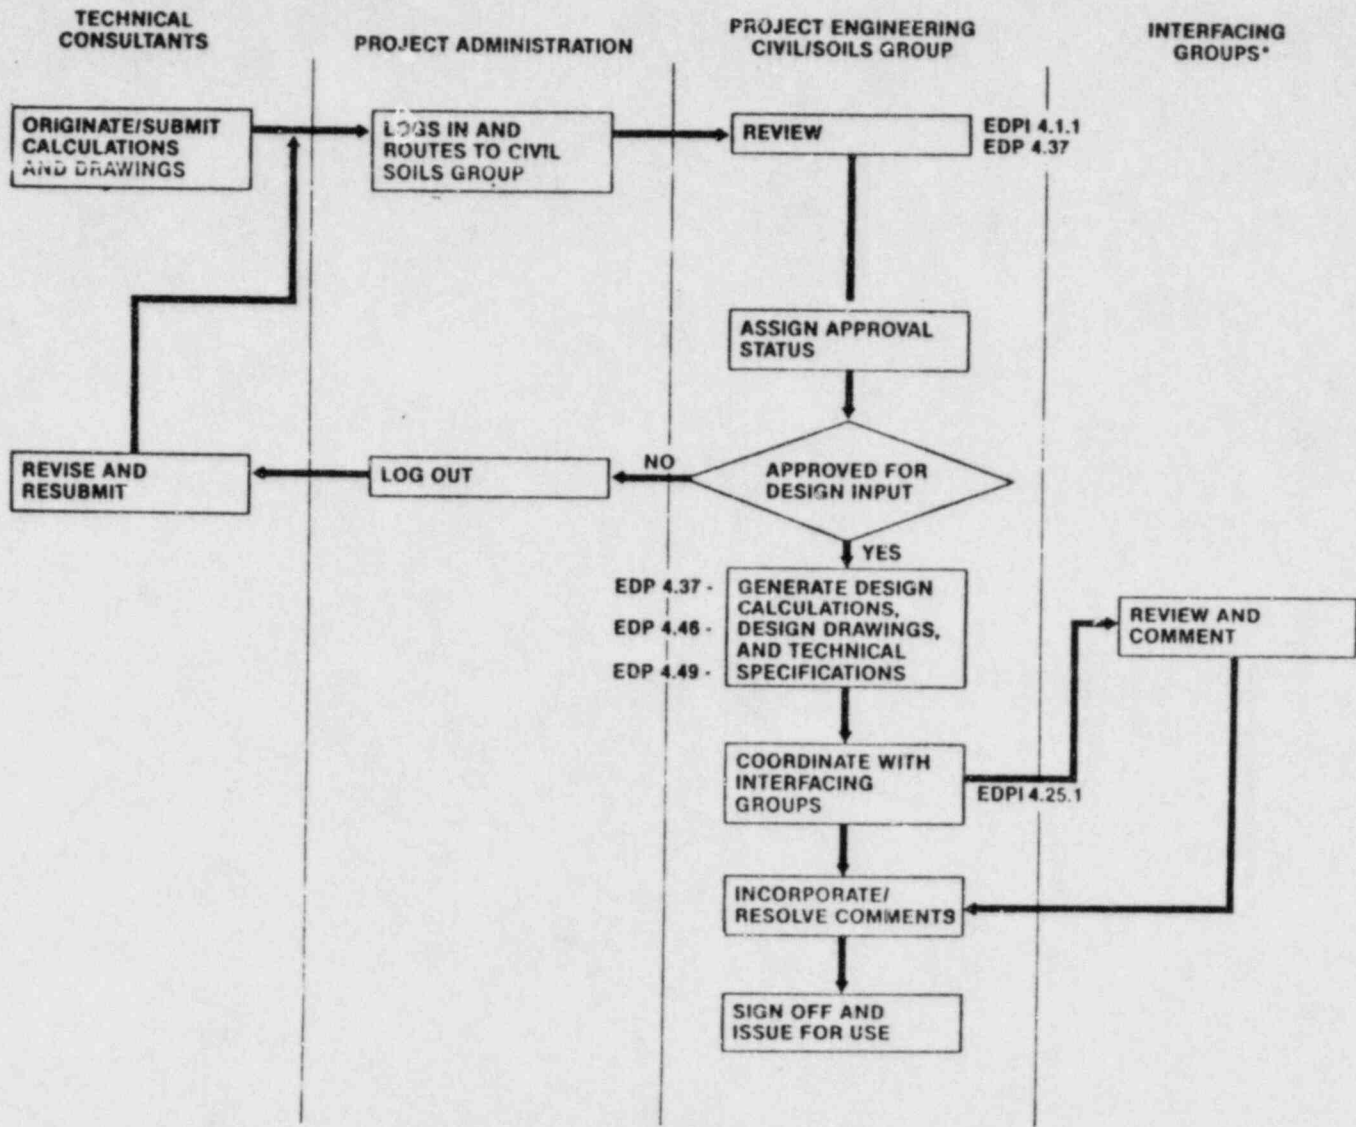 TECHNICAL
CONSULTANTS
PROJECT ADMINISTRATION
PROJECT ENGINEERING
CIVIL/SOILS GROUP
INTERFACING
GROUPS*
ORIGINATE/SUBMIT
CALCULATIONS
AND DRAWINGS
LOGS IN AND
ROUTES TO CIVIL
SOILS GROUP
REVIEW
EDPI 4.1.1
EDP 4.37
ASSIGN APPROVAL
STATUS
REVISE AND
RESUBMIT
LOG OUT
NO
APPROVED FOR
DESIGN INPUT
YES
EDP 4.37 -
EDP 4.46 -
EDP 4.49 -
GENERATE DESIGN
CALCULATIONS,
DESIGN DRAWINGS,
AND TECHNICAL
SPECIFICATIONS
REVIEW AND
COMMENT
COORDINATE WITH
INTERFACING
GROUPS
EDPI 4.25.1
INCORPORATE/
RESOLVE COMMENTS
SIGN OFF AND
ISSUE FOR USE